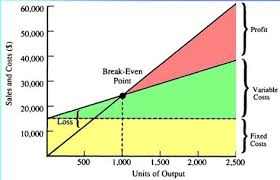 Sales and Costs ($)
60,000
50,000
40,000
30,000
20,000
10,000
Break-Even
Point
Loss
Profit
Variable
Costs
Fixed
Costs
500
1,000
1,500
2,000
2,500
Units of Output